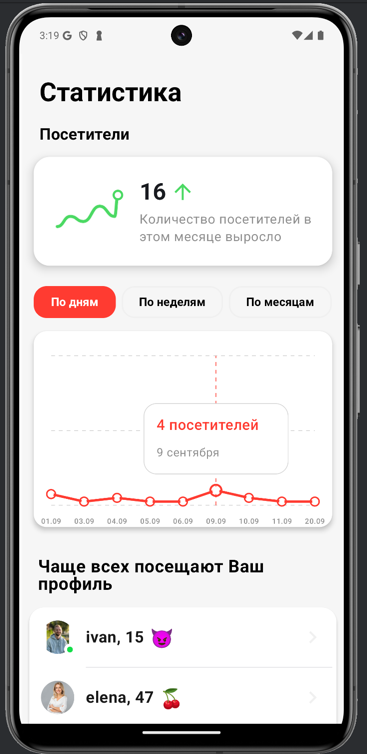 3:19
Статистика
Посетители
16
Количество посетителей в
этом месяце выросло
По дням
По неделям
По месяцам
4 посетителей
9 сентября
01.09 03.09 04.09 05.09 06.09 09.09 10.09 11.09 20.09
Чаще всех посещают Ваш
профиль
ivan, 15 😈
elena, 47 🍒